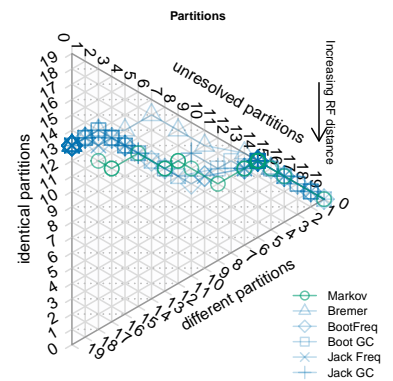 Partitions
0 1 2 3 4 5 6 7 8 9 10 11 12 13 14 15 16 17 18 19
unresolved partitions
Increasing RF distance
19
18
17
16
15
14
13
12
11
10
9
8
7
6
5
4
3
2
1
0
identical partitions
19 18 17 16 15 14 13 12 11 10 9 8 7 6 5 4 3 2 1 0
different partitions
Markov
Bremer
BootFreq
Boot GC
Jack Freq
Jack GC